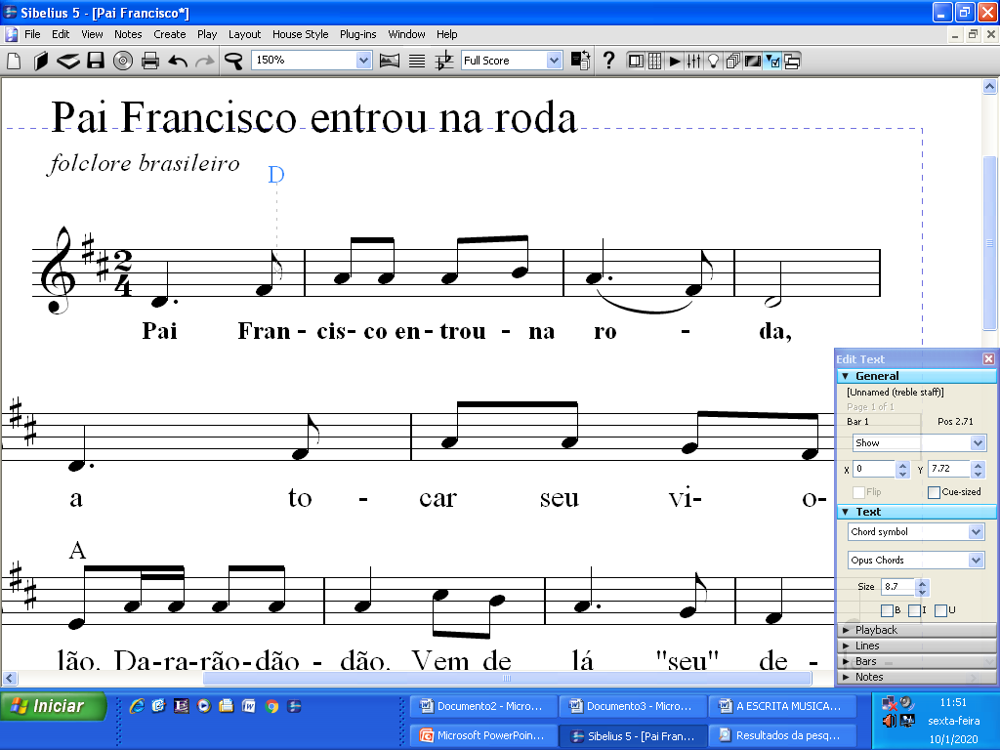 Sibelius 5 - [Pai Francisco*]
File Edit View Notes Create Play Layout House Style Plug-ins Window Help
150% Full Score ?
Pai Francisco entrou na roda
folclore brasileiro
D
2
4
Pai Fran - cis- co en- trou - na ro - da,
a to - car seu vi- o-
A
lão. Da-ra-rão-dão - dão. Vem de lá "seu" de -
Edit Text
General
[Unnamed (treble staff)]
Page 1 of 1
Bar 1 Pos 2.71
Show
X 0 Y 7.72
Flip Cue-sized
Text
Chord symbol
Opus Chords
Size 8.7
B I U
Playback
Lines
Bars
Notes
Iniciar
Documento2 - Micro... Documento3 - Micro... A ESCRITA MUSICA...
Microsoft PowerPoin... Sibelius 5 - [Pai Fran... Resultados da pesq...
11:51
sexta-feira
10/1/2020